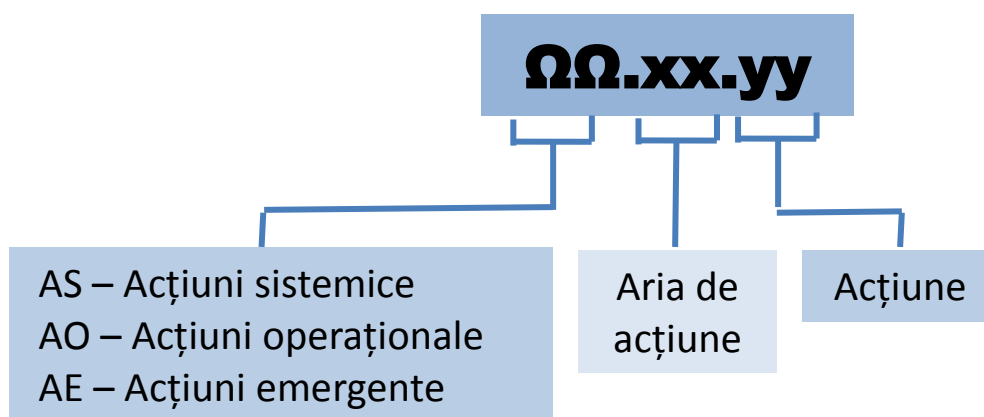 ΩΩ.xx.yy
AS – Acțiuni sistemice
AO – Acțiuni operaționale
AE – Acțiuni emergente
Aria de
acțiune
Acțiune